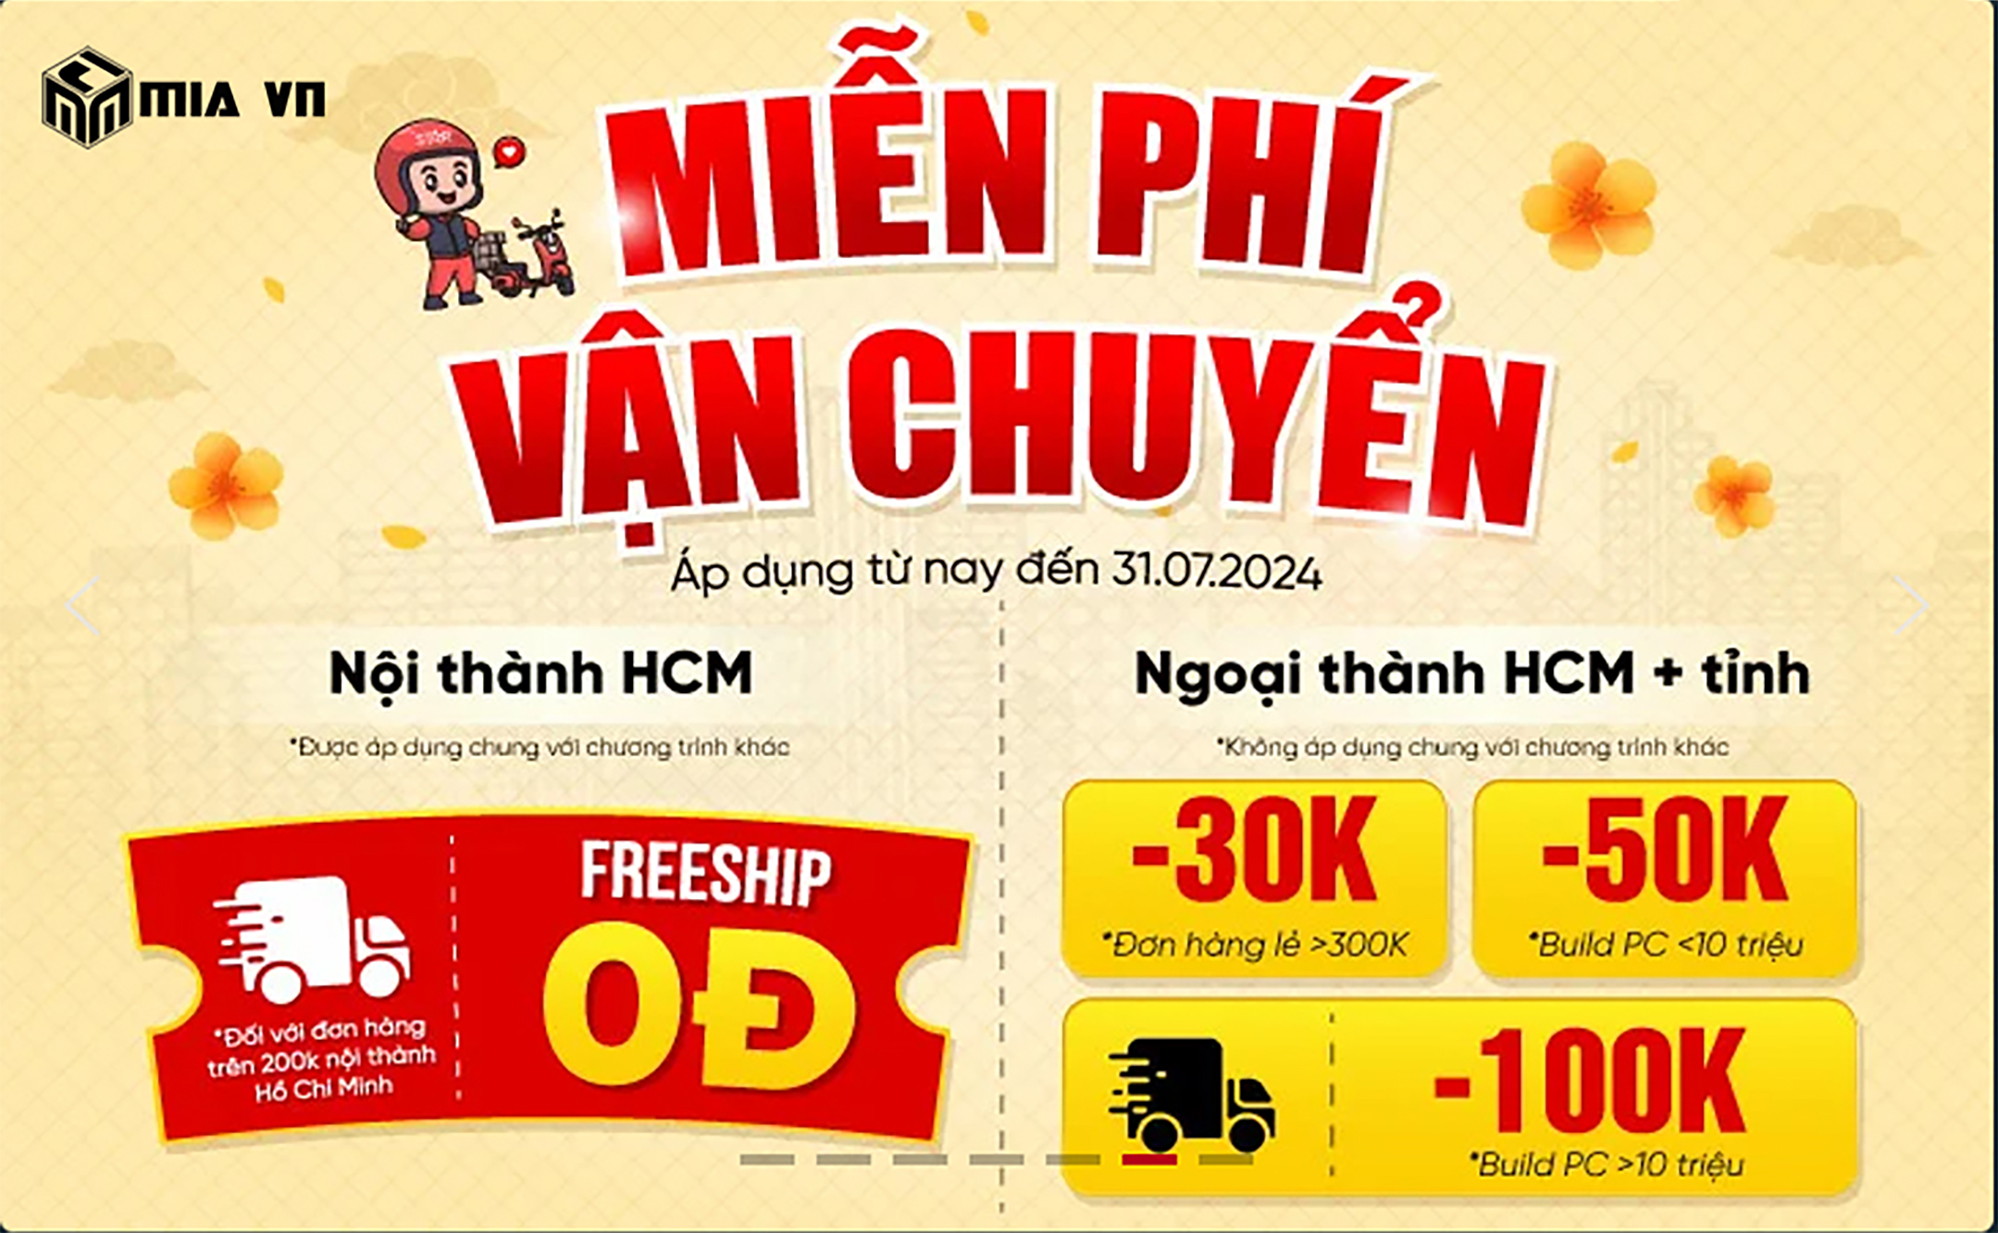 MIA VN
MIỄN PHÍ
VẬN CHUYỂN
Áp dụng từ nay đến 31.07.2024
Nội thành HCM
*Được áp dụng chung với chương trình khác
FREESHIP
0Đ
*Đối với đơn hàng
trên 200k nội thành
Hồ Chí Minh
Ngoại thành HCM + tỉnh
*Không áp dụng chung với chương trình khác
-30K
*Đơn hàng lẻ >300K
-50K
*Build PC <10 triệu
-100K
*Build PC >10 triệu